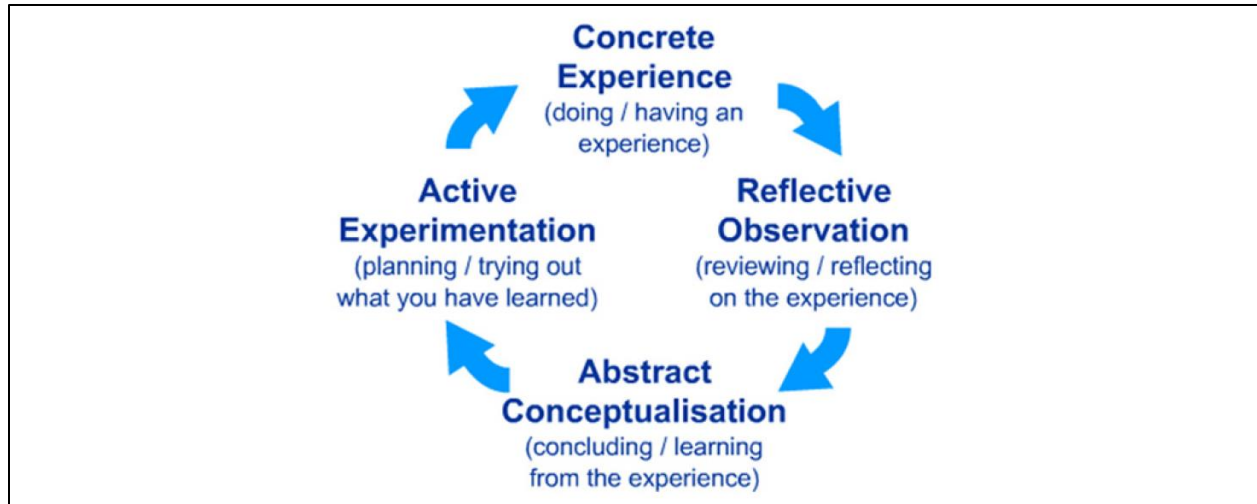 Concrete
Experience
(doing / having an
experience)
Reflective
Observation
(reviewing / reflecting
on the experience)
Abstract
Conceptualisation
(concluding / learning
from the experience)
Active
Experimentation
(planning / trying out
what you have learned)